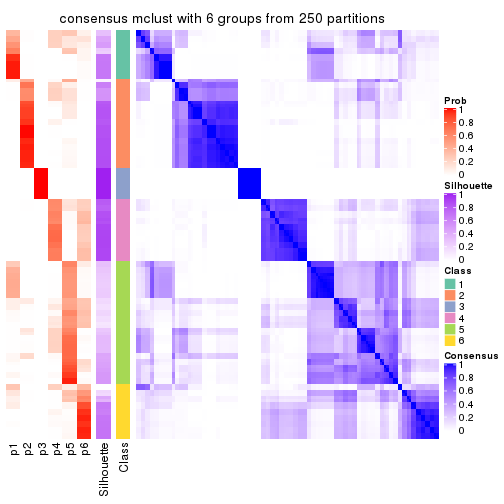 consensus mclust with 6 groups from 250 partitions
Prob
1
0.8
0.6
0.4
0.2
0
Silhouette
1
0.8
0.6
0.4
0.2
0
Class
1
2
3
4
5
6
Consensus
1
0.8
0.6
0.4
0.2
0
p1
p2
p3
p4
p5
p6
Silhouette
Class